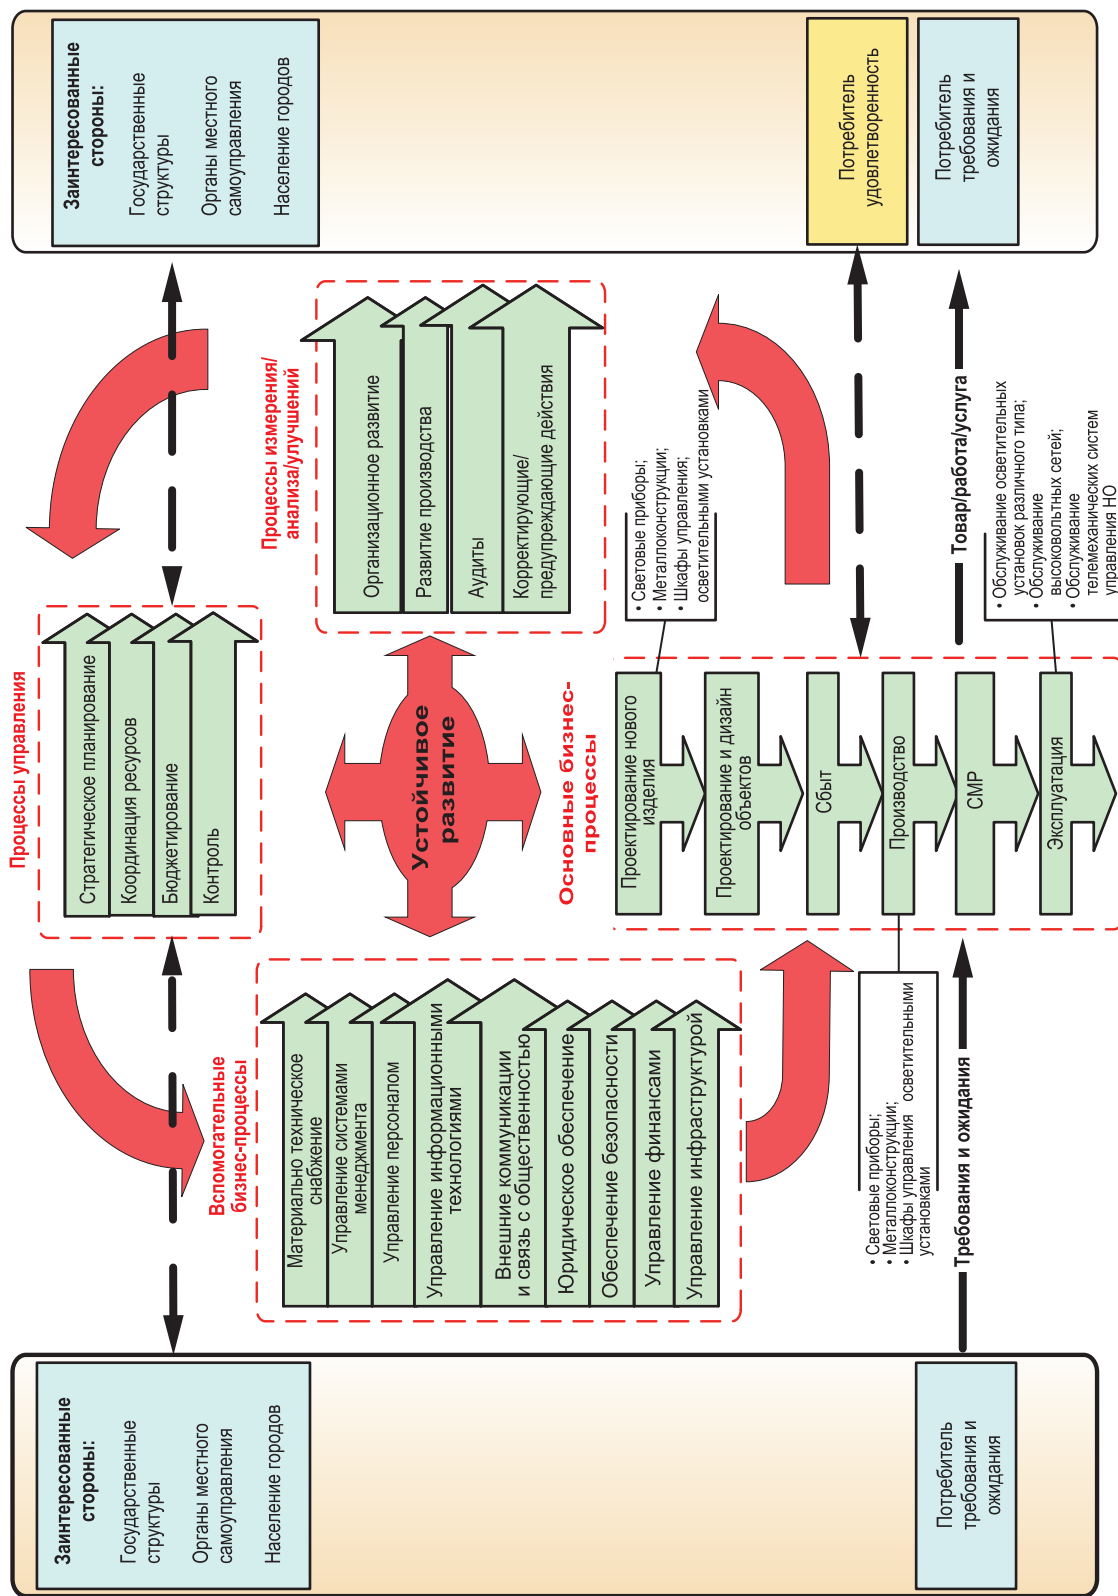 Заинтересованные
стороны:
Государственные
структуры
Органы местного
самоуправления
Население городов
Потребитель
требования и
ожидания
Процессы управления
Стратегическое планирование
Координация ресурсов
Бюджетирование
Контроль
Вспомогательные
бизнес-процессы
Материально техническое
снабжение
Управление системами
менеджмента
Управление персоналом
Управление информационными
технологиями
Внешние коммуникации
и связь с общественностью
Юридическое обеспечение
Обеспечение безопасности
Управление финансами
Управление инфраструктурой
Устойчивое
развитие
Процессы измерения/
анализа/улучшений
Организационное развитие
Развитие производства
Аудиты
Корректирующие/
предупреждающие действия
Основные бизнес-
процессы
Проектирование нового
изделия
Проектирование и дизайн
объектов
Сбыт
Производство
СМР
Эксплуатация
• Световые приборы;
• Металлоконструкции;
• Шкафы управления;
осветительными установками
• Световые приборы;
• Металлоконструкции;
• Шкафы управления осветительными
установками
Требования и ожидания
Товар/работа/услуга
• Обслуживание осветительных
установок различного типа;
• Обслуживание
высоковольтных сетей;
• Обслуживание
телемеханических систем
управления НО
Заинтересованные
стороны:
Государственные
структуры
Органы местного
самоуправления
Население городов
Потребитель
удовлетворенность
Потребитель
требования и
ожидания